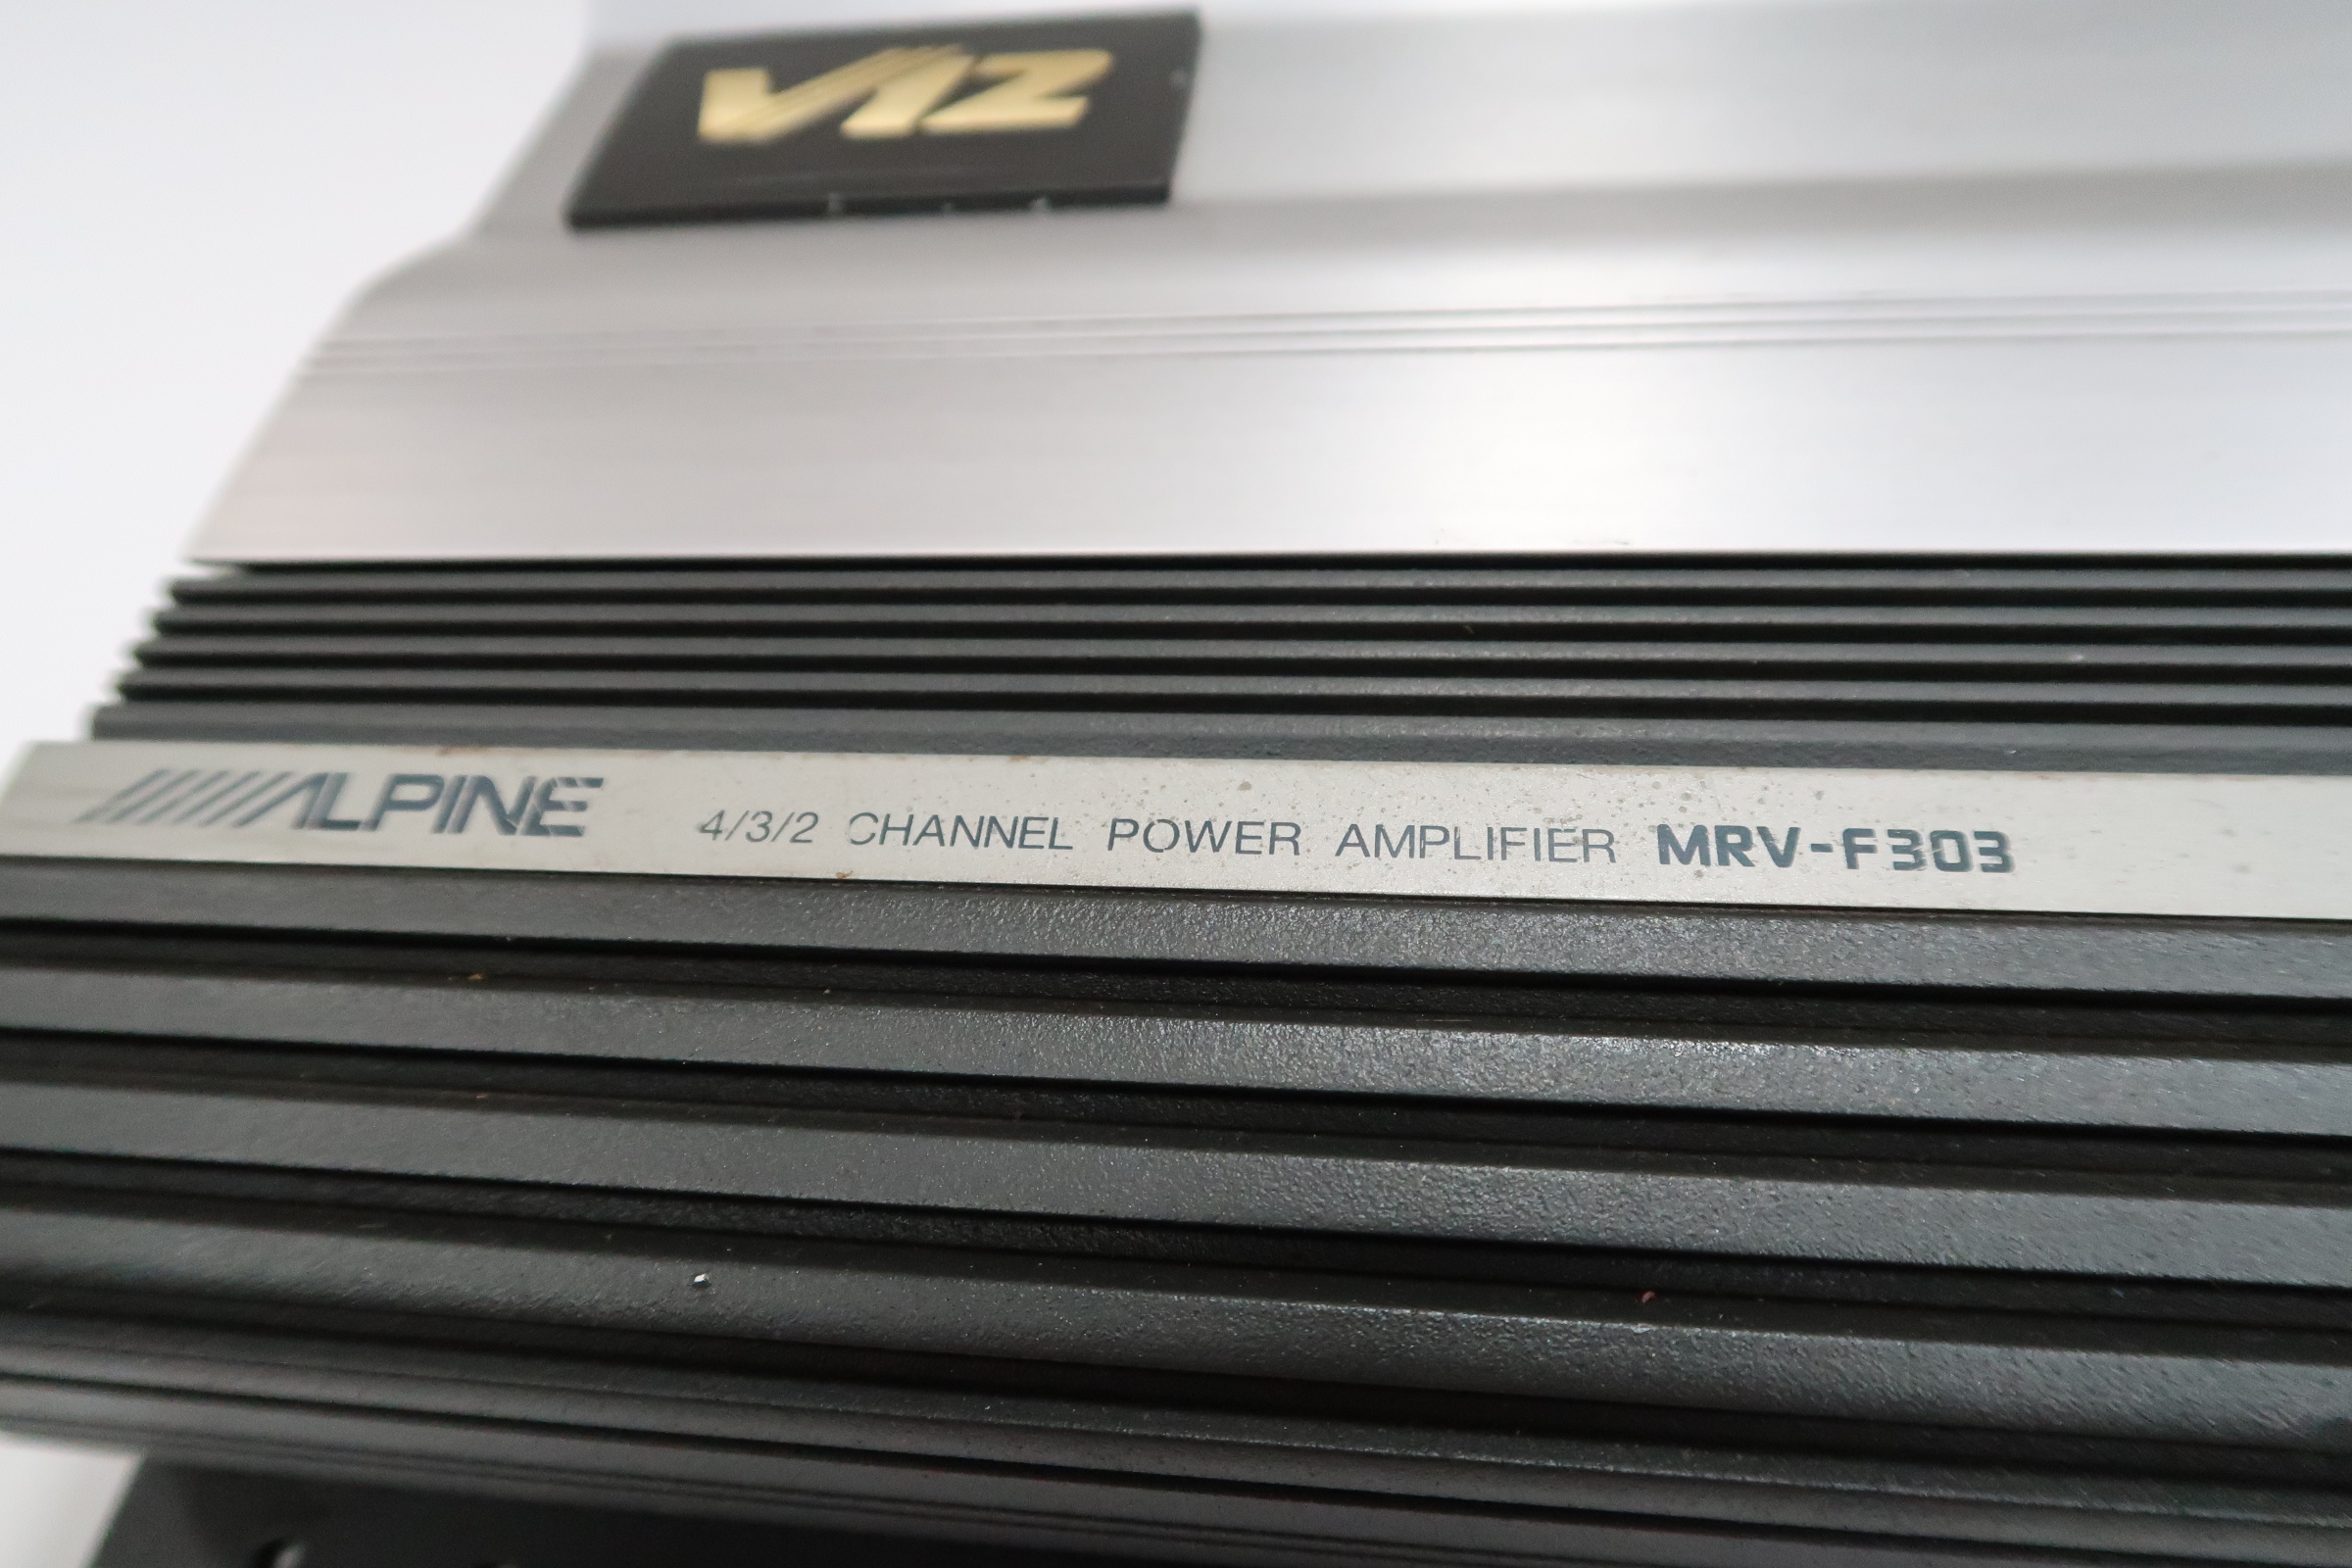 V12
ALPINE 4/3/2 CHANNEL POWER AMPLIFIER MRV-F303